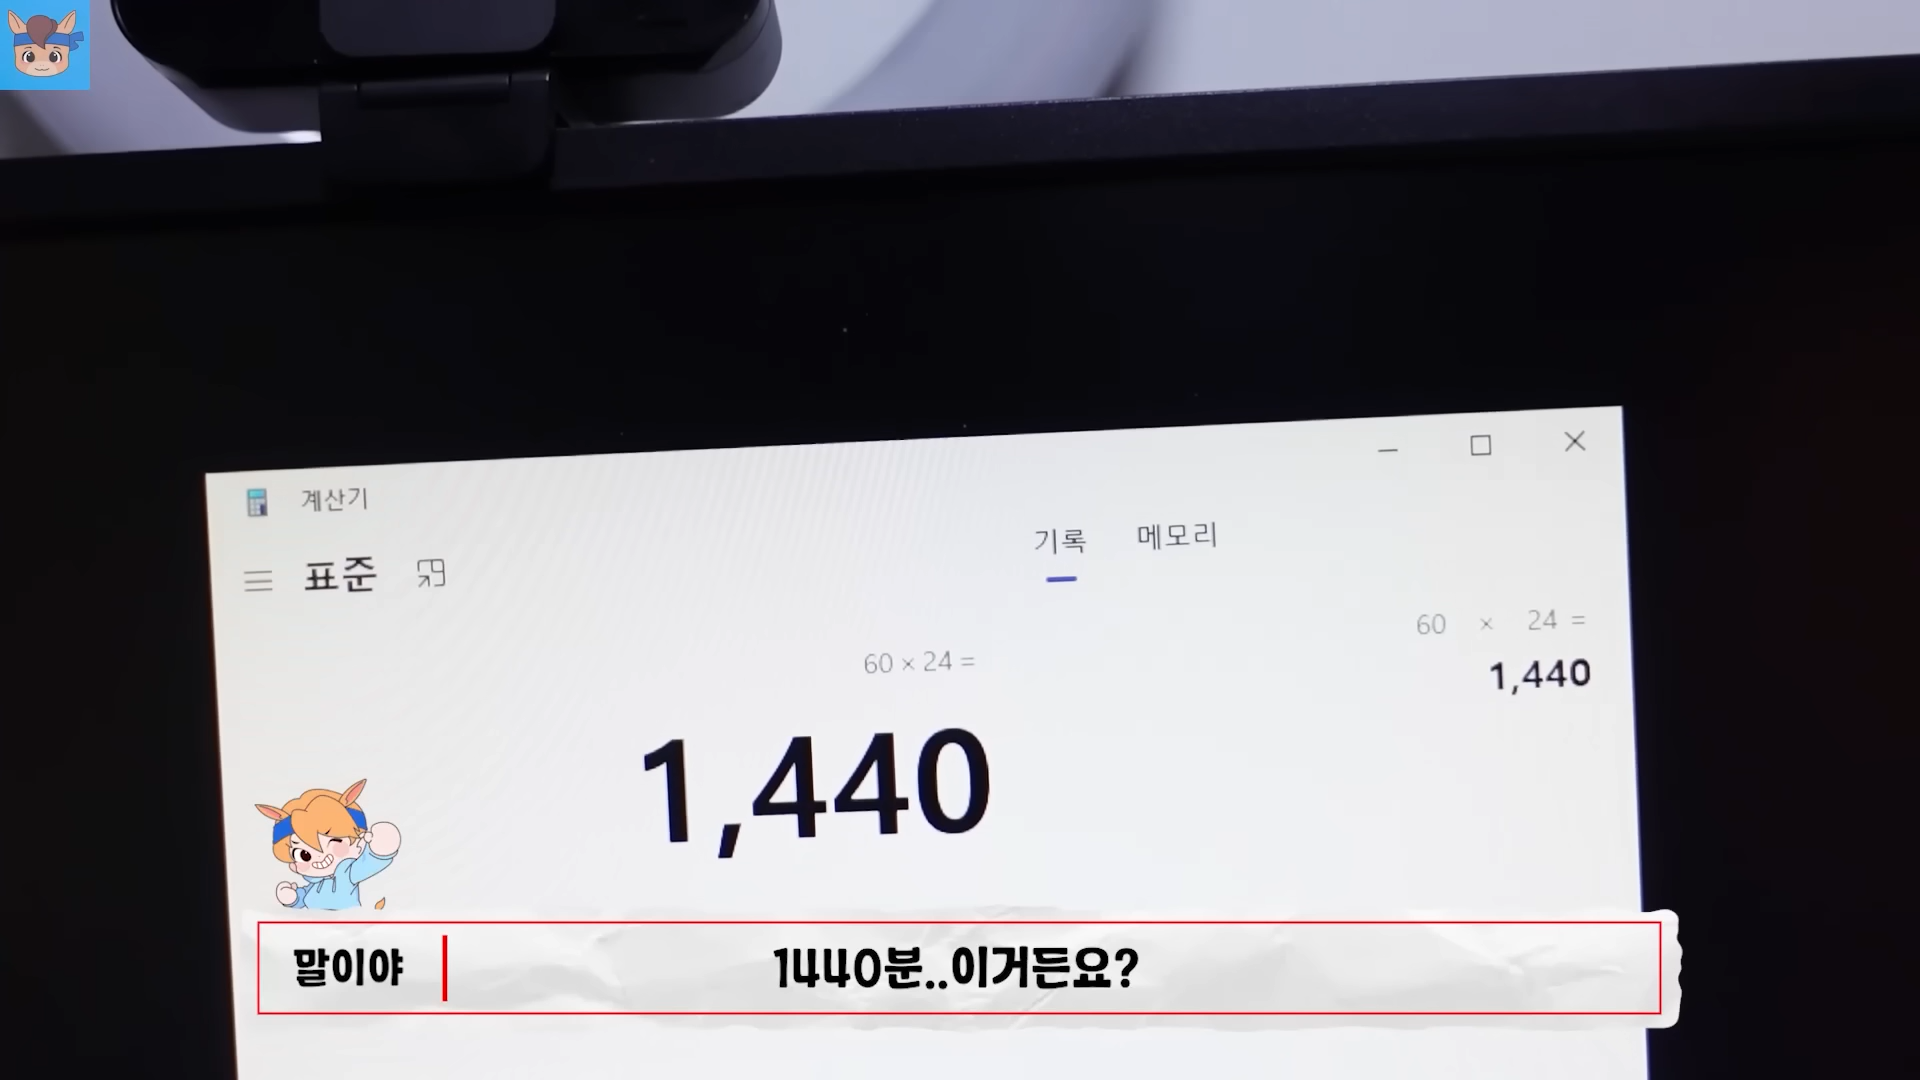 계산기
표준
기록 메모리
60 × 24 =
1,440
60 × 24 =
1,440
말이야
1440분..이거든요?